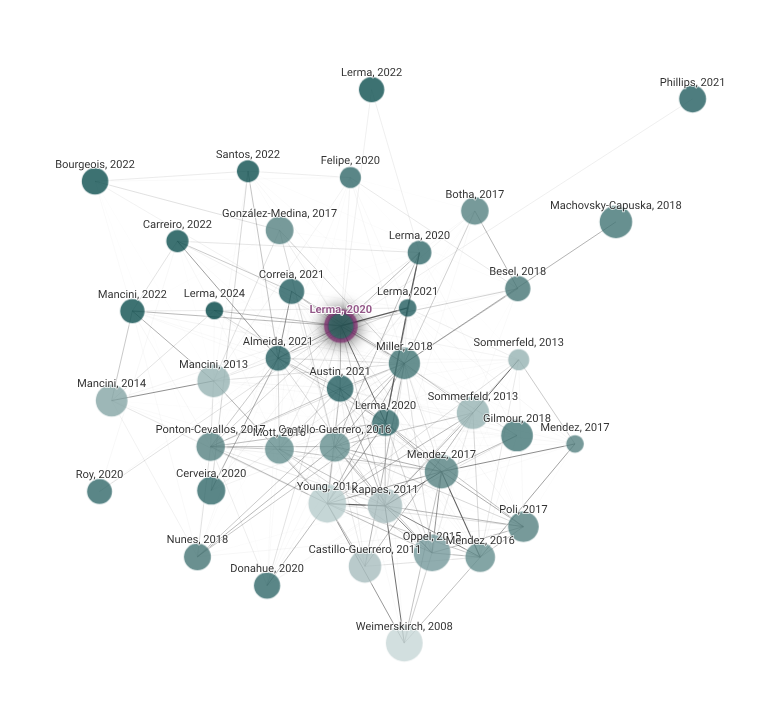 Lerma, 2022
Phillips, 2021
Santos, 2022
Felipe, 2020
Bourgeois, 2022
Botha, 2017
Machovsky-Capuska, 2018
González-Medina, 2017
Carreiro, 2022
Lerma, 2020
Besel, 2018
Correia, 2021
Mancini, 2022
Lerma, 2024
Lerma, 2021
Lerma, 2020
Almeida, 2021
Miller, 2018
Sommerfeld, 2013
Mancini, 2013
Austin, 2021
Mancini, 2014
Sommerfeld, 2013
Lerma, 2020
Gilmour, 2018
Mendez, 2017
Ponton-Cevallos, 2017
Mott, 2016
Castillo-Guerrero, 2016
Mendez, 2017
Roy, 2020
Cerveira, 2020
Young, 2010
Kappes, 2011
Poli, 2017
Nunes, 2018
Oppel, 2015
Mendez, 2016
Castillo-Guerrero, 2011
Donahue, 2020
Weimerskirch, 2008